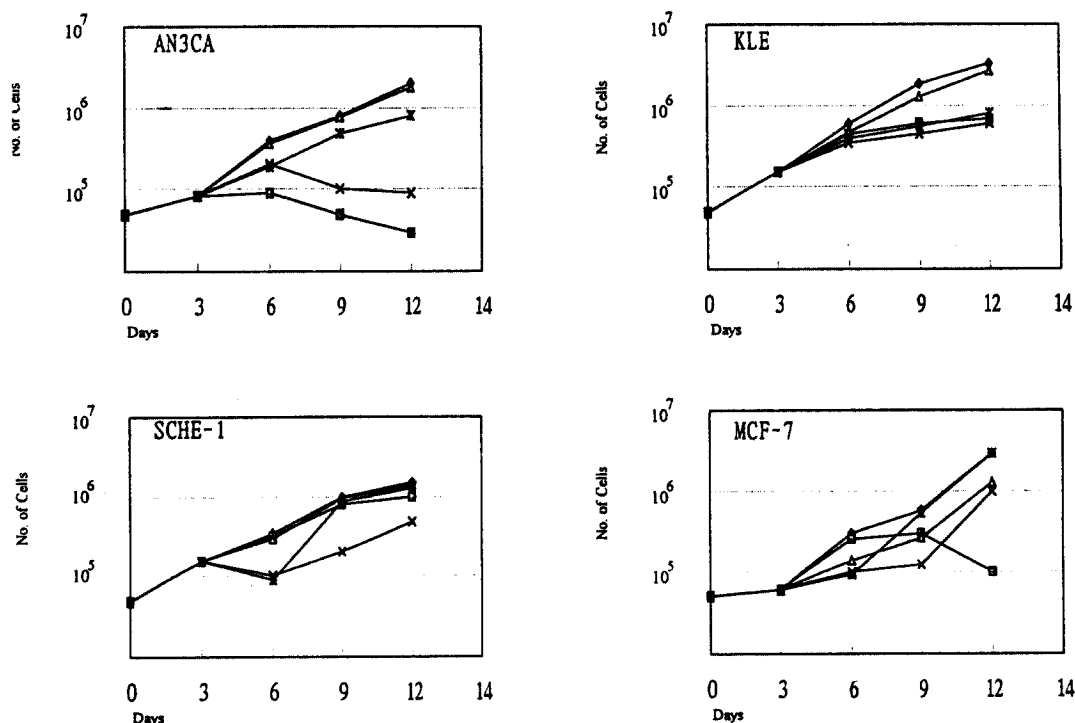 AN3CA
10^7
10^6
10^5
No. of Cells
0 3 6 9 12 14
Days
KLE
10^7
10^6
10^5
No. of Cells
0 3 6 9 12 14
Days
SCHE-1
10^7
10^6
10^5
No. of Cells
0 3 6 9 12 14
Days
MCF-7
10^7
10^6
10^5
No. of Cells
0 3 6 9 12 14
Days